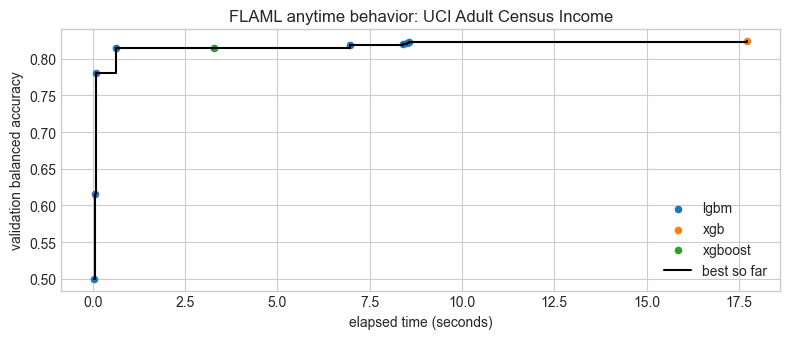 FLAML anytime behavior: UCI Adult Census Income
validation balanced accuracy
0.80
0.75
0.70
0.65
0.60
0.55
0.50
lgbm
xgb
xgboost
best so far
0.0 2.5 5.0 7.5 10.0 12.5 15.0 17.5
elapsed time (seconds)